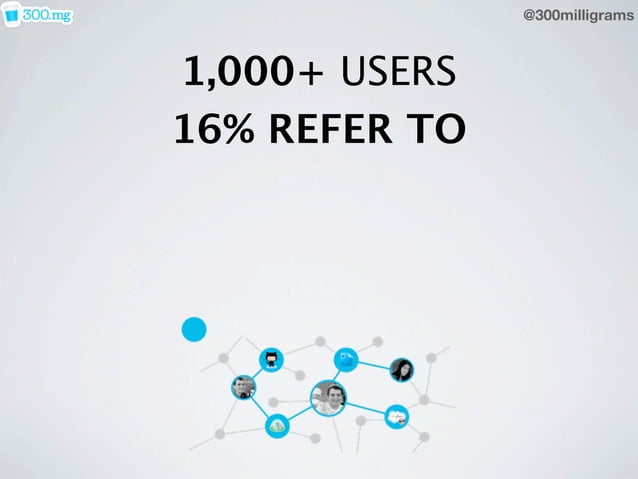 300.mg
@300milligrams
1,000+ USERS
16% REFER TO